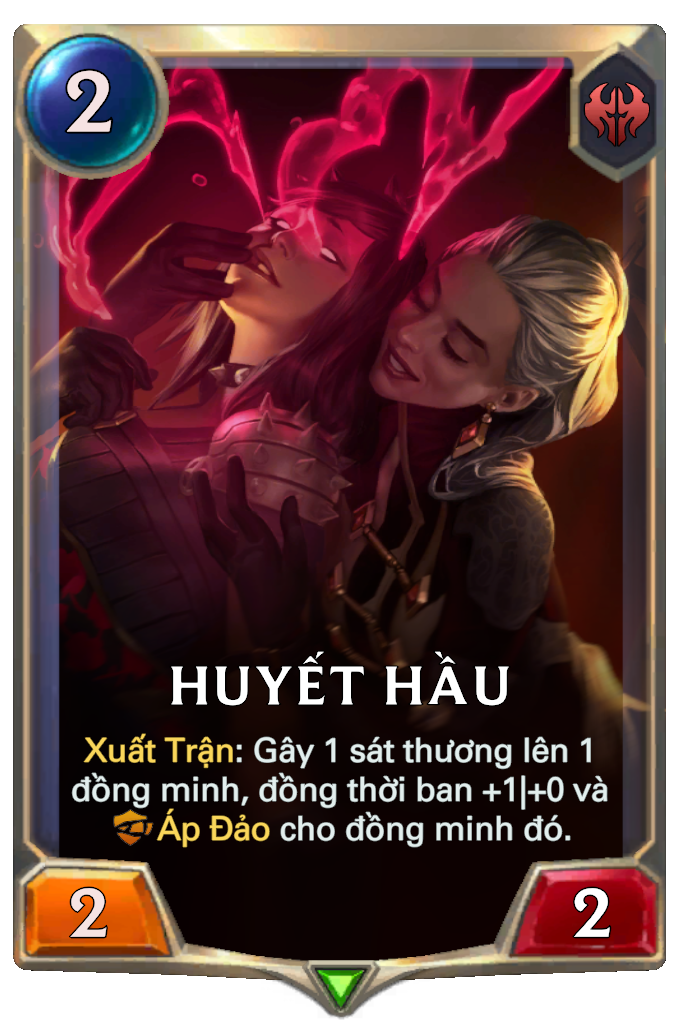 2
HUYẾT HẦU
Xuất Trận: Gây 1 sát thương lên 1
đồng minh, đồng thời ban +1|+0 và
Áp Đảo cho đồng minh đó.
2
2